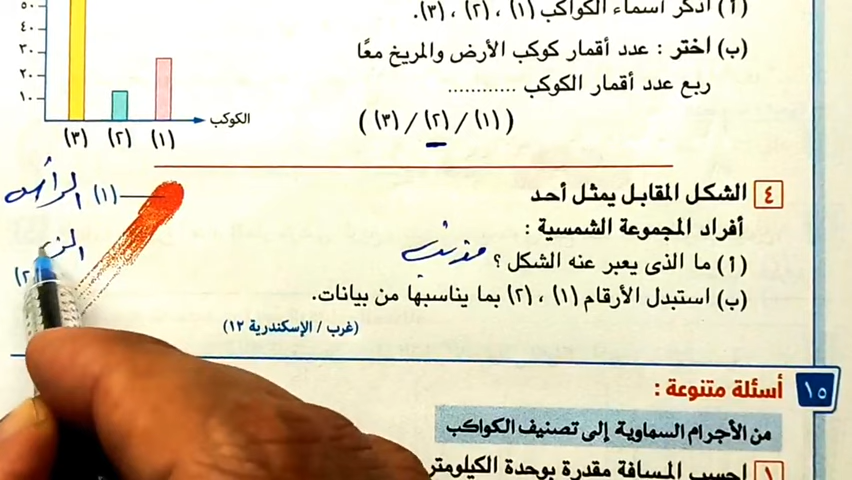 (أ) اذكر أسماء الكواكب (١) ، (٢) ، (٣).
(ب) اختر : عدد أقمار كوكب الأرض والمريخ معًا
ربع عدد أقمار الكوكب ............
( (١) / (٢) / (٣) )
٥٠
٤٠
٣٠
٢٠
١٠
الكوكب
(٣) (٢) (١)
٤ الشكل المقابل يمثل أحد
أفراد المجموعة الشمسية :
(أ) ما الذى يعبر عنه الشكل ؟ مذنب
(ب) استبدل الأرقام (١) ، (٢) بما يناسبها من بيانات.
(غرب / الإسكندرية ١٢)
(١) الرأس
(٢)
١٥ أسئلة متنوعة :
من الأجرام السماوية إلى تصنيف الكواكب
١ احسب المسافة مقدرة بوحدة الكيلومتر